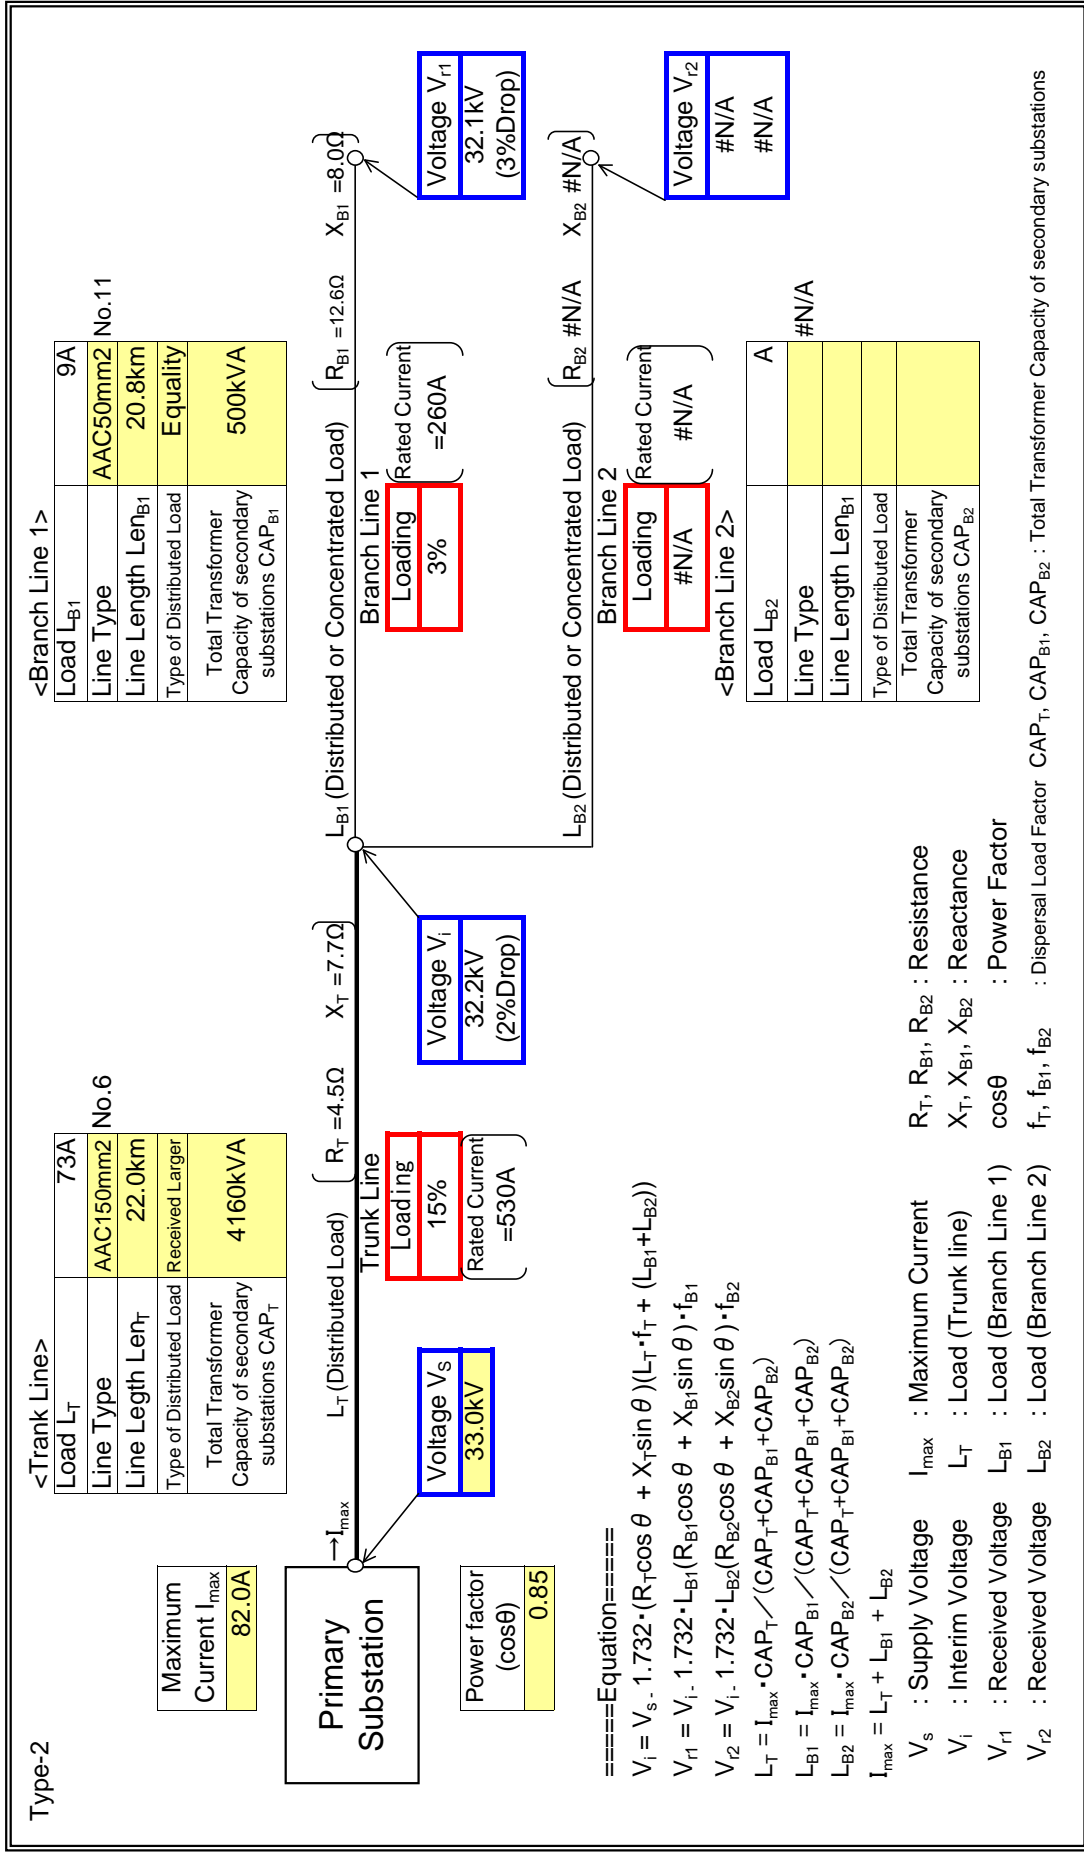 Type-2
Maximum
Current Imax
82.0A
Primary
Substation
Power factor
(cosθ)
0.85
→Imax
Voltage VS
33.0kV
<Trank Line>
Load LT 73A
Line Type AAC150mm2 No.6
Line Legth LenT 22.0km
Type of Distributed Load Received Larger
Total Transformer
Capacity of secondary
substations CAPT
4160kVA
LT (Distributed Load)
RT =4.5Ω XT =7.7Ω
Trunk Line
Loading
15%
Rated Current
=530A
Voltage Vi
32.2kV
(2%Drop)
<Branch Line 1>
Load LB1 9A
Line Type AAC50mm2 No.11
Line Length LenB1 20.8km
Type of Distributed Load Equality
Total Transformer
Capacity of secondary
substations CAPB1
500kVA
LB1 (Distributed or Concentrated Load)
RB1 =12.6Ω XB1 =8.0Ω
Branch Line 1
Loading
3%
Rated Current
=260A
Voltage Vr1
32.1kV
(3%Drop)
LB2 (Distributed or Concentrated Load)
RB2 #N/A XB2 #N/A
Branch Line 2
Loading
#N/A
Rated Current
#N/A
Voltage Vr2
#N/A
#N/A
<Branch Line 2>
Load LB2 A
Line Type #N/A
Line Length LenB1
Type of Distributed Load
Total Transformer
Capacity of secondary
substations CAPB2
=====Equation=====
Vi = Vs - 1.732・(RTcos θ + XTsin θ)(LT・fT + (LB1+LB2))
Vr1 = Vi - 1.732・LB1(RB1cos θ + XB1sin θ)・fB1
Vr2 = Vi - 1.732・LB2(RB2cos θ + XB2sin θ)・fB2
LT = Imax・CAPT/(CAPT+CAPB1+CAPB2)
LB1 = Imax・CAPB1/(CAPT+CAPB1+CAPB2)
LB2 = Imax・CAPB2/(CAPT+CAPB1+CAPB2)
Imax = LT + LB1 + LB2
Vs : Supply Voltage Imax : Maximum Current RT, RB1, RB2 : Resistance
Vi : Interim Voltage LT : Load (Trunk line) XT, XB1, XB2 : Reactance
Vr1 : Received Voltage LB1 : Load (Branch Line 1) cosθ : Power Factor
Vr2 : Received Voltage LB2 : Load (Branch Line 2) fT, fB1, fB2 : Dispersal Load Factor CAPT, CAPB1, CAPB2 : Total Transformer Capacity of secondary substations